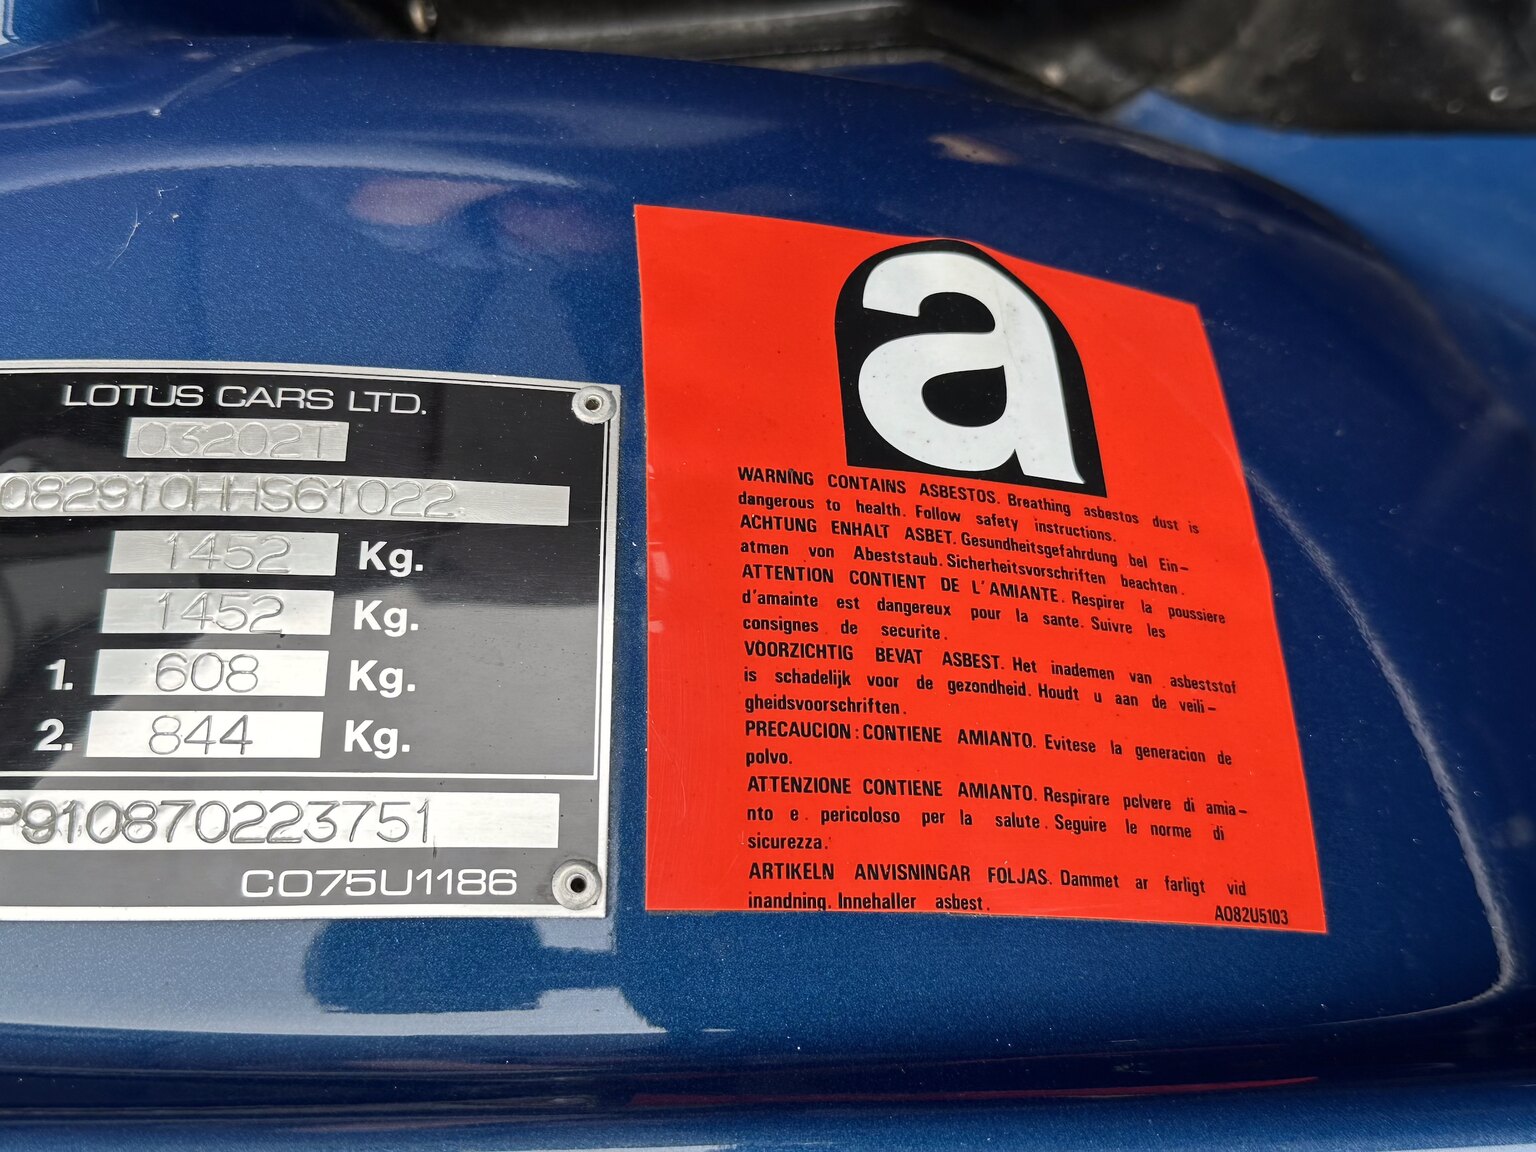 LOTUS CARS LTD.
032021
082910HHS61022
1452 Kg.
1452 Kg.
1. 608 Kg.
2. 844 Kg.
P910870223751
C075U1186
a
WARNING CONTAINS ASBESTOS. Breathing asbestos dust is
dangerous to health. Follow safety instructions.
ACHTUNG ENHALT ASBET. Gesundheitsgefahrdung bel Ein-
atmen von Abeststaub. Sicherheitsvorschriften beachten.
ATTENTION CONTIENT DE L'AMIANTE. Respirer la poussiere
d'amainte est dangereux pour la sante. Suivre les
consignes de securite.
VOORZICHTIG BEVAT ASBEST. Het inademen van asbeststof
is schadelijk voor de gezondheid. Houdt u aan de veili-
gheidsvoorschriften.
PRECAUCION: CONTIENE AMIANTO. Evitese la generacion de
polvo.
ATTENZIONE CONTIENE AMIANTO. Respirare polvere di amia-
nto e pericoloso per la salute. Seguire le norme di
sicurezza.
ARTIKELN ANVISNINGAR FOLJAS. Dammet ar farligt vid
inandning. Innehaller asbest.
A082U5103